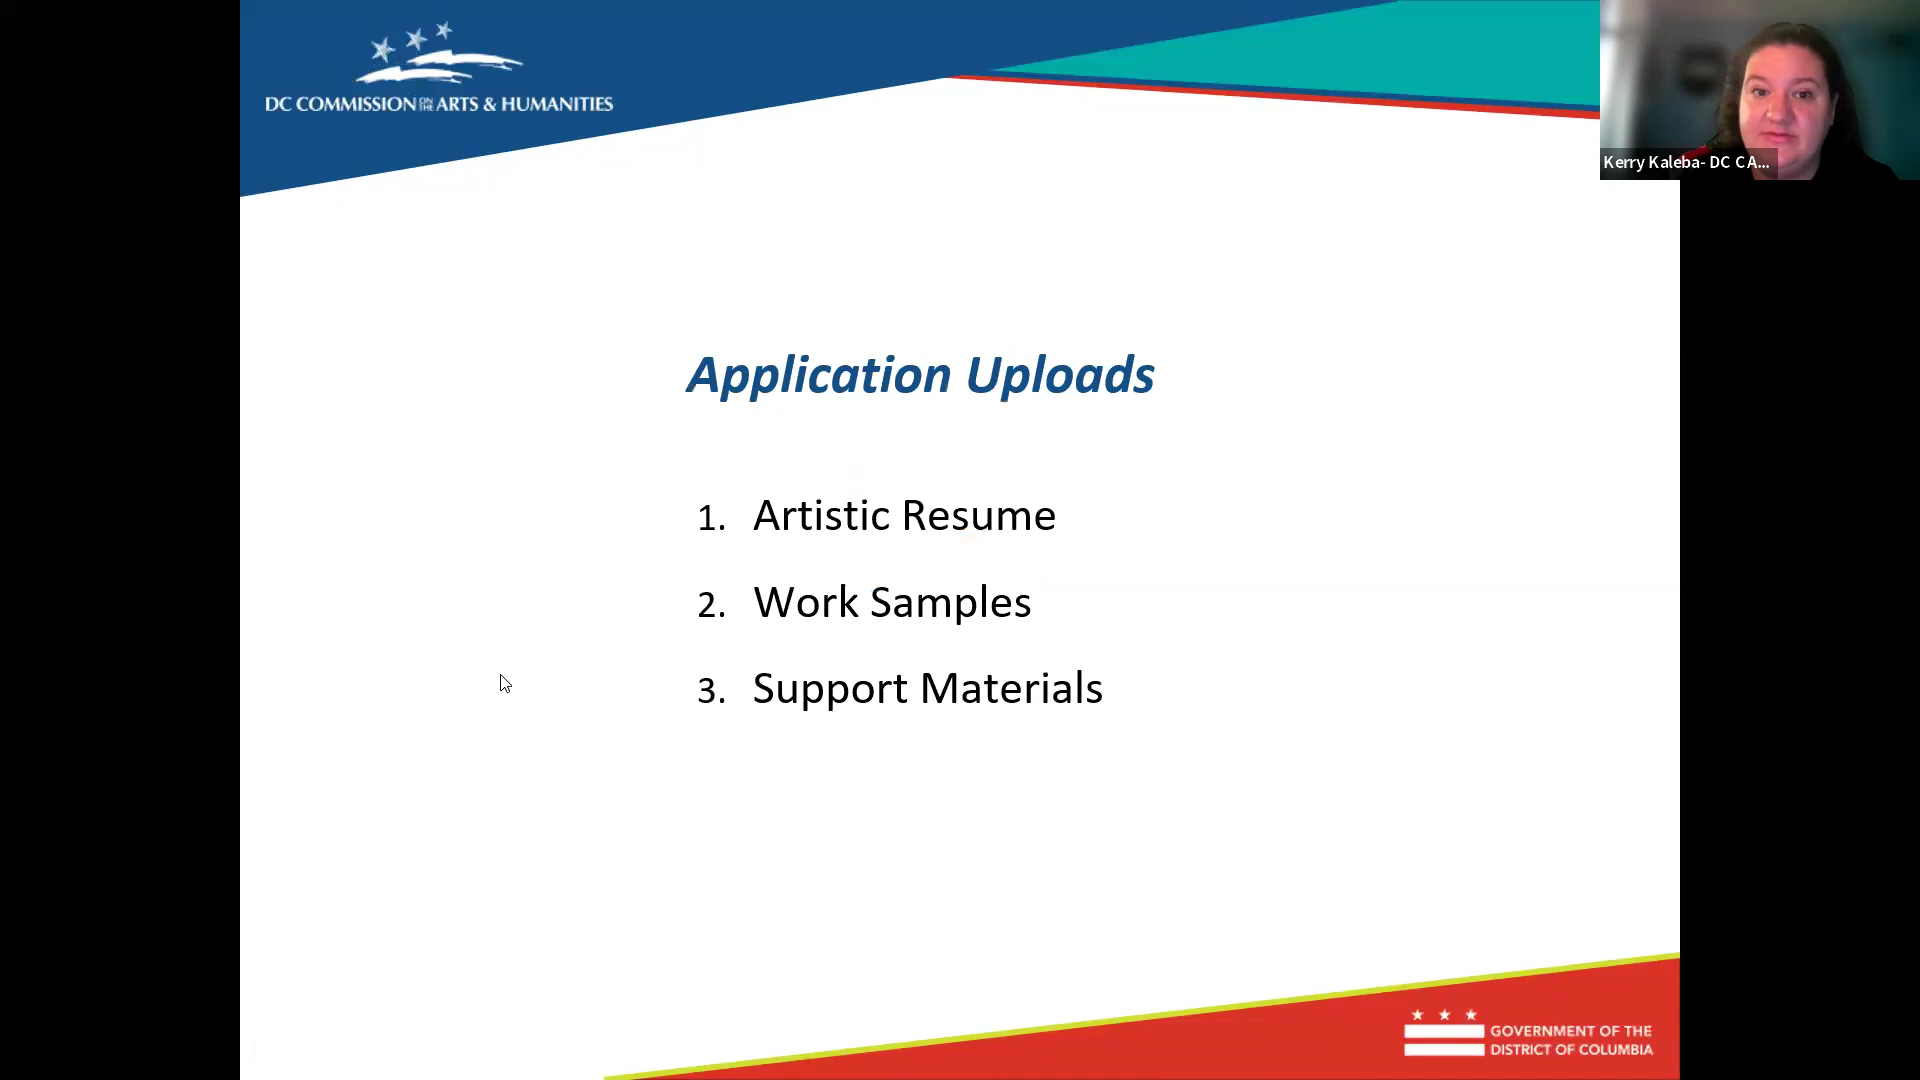 DC COMMISSION ON THE ARTS & HUMANITIES
Kerry Kaleba- DC CA...
Application Uploads
1. Artistic Resume
2. Work Samples
3. Support Materials
GOVERNMENT OF THE
DISTRICT OF COLUMBIA